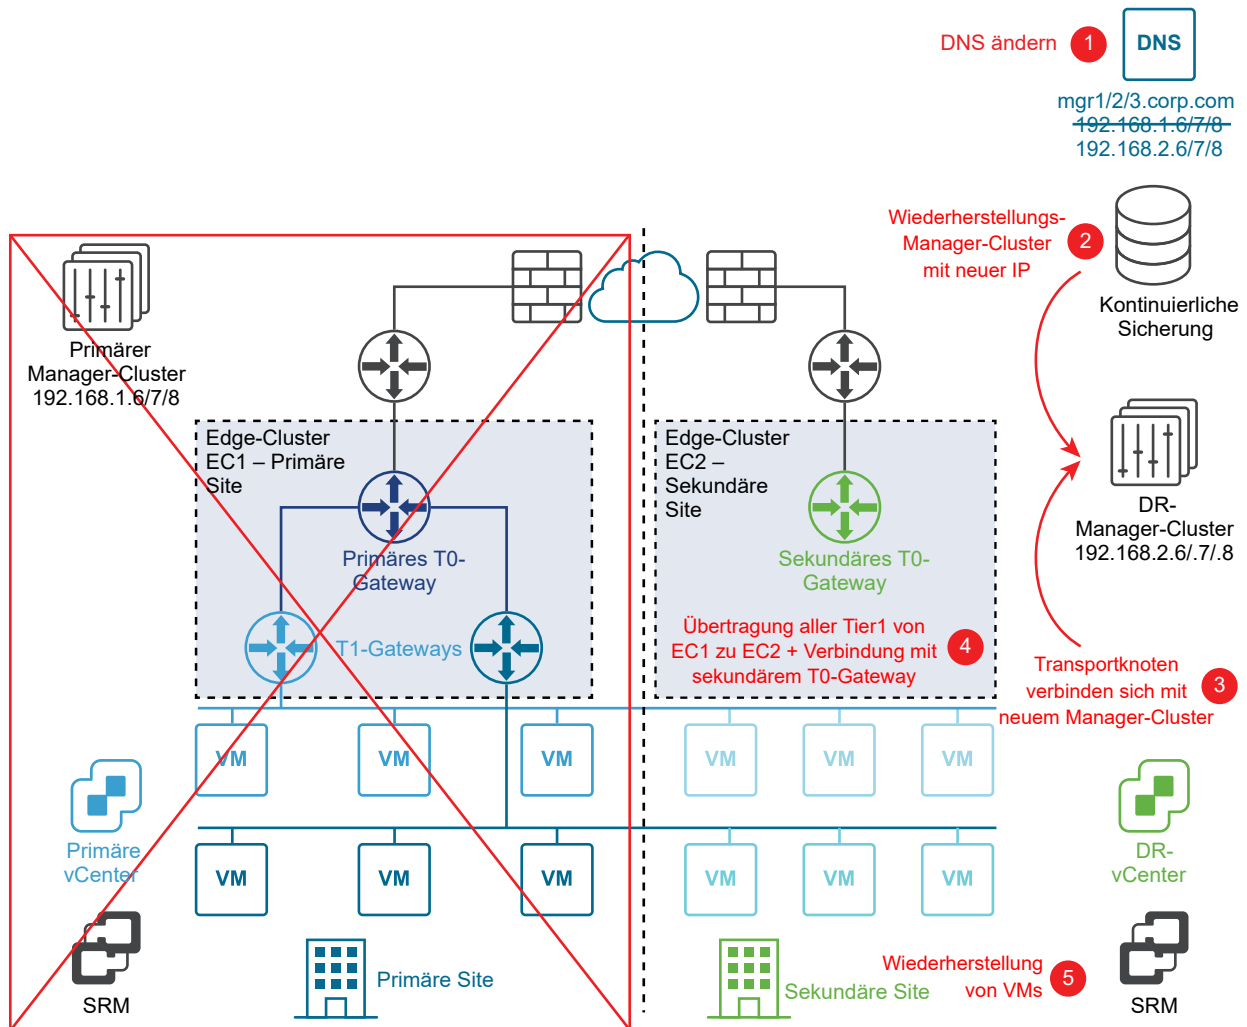 DNS ändern
1
DNS
mgr1/2/3.corp.com
192.168.1.6/7/8
192.168.2.6/7/8
Wiederherstellungs-
Manager-Cluster
mit neuer IP
2
Kontinuierliche
Sicherung
Primärer
Manager-Cluster
192.168.1.6/7/8
Edge-Cluster
EC1 – Primäre
Site
Primäres T0-
Gateway
T1-Gateways
Edge-Cluster
EC2 –
Sekundäre
Site
Sekundäres T0-
Gateway
Übertragung aller Tier1 von
EC1 zu EC2 + Verbindung mit
sekundärem T0-Gateway
4
DR-
Manager-Cluster
192.168.2.6/.7/.8
Transportknoten
verbinden sich mit
neuem Manager-Cluster
3
VM
VM
VM
VM
VM
VM
Primäre
vCenter
DR-
vCenter
VM
VM
VM
VM
VM
VM
SRM
Primäre Site
Sekundäre Site
Wiederherstellung
von VMs
5
SRM